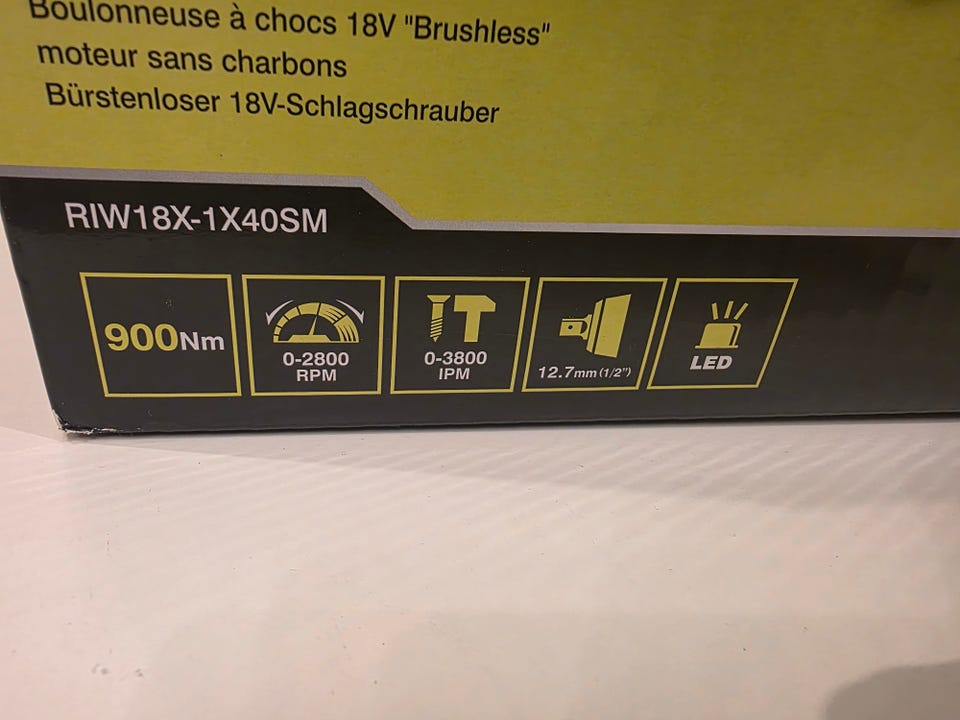 Boulonneuse à chocs 18V "Brushless"
moteur sans charbons
Bürstenloser 18V-Schlagschrauber
RIW18X-1X40SM
900Nm
0-2800
RPM
0-3800
IPM
12.7mm (1/2")
LED